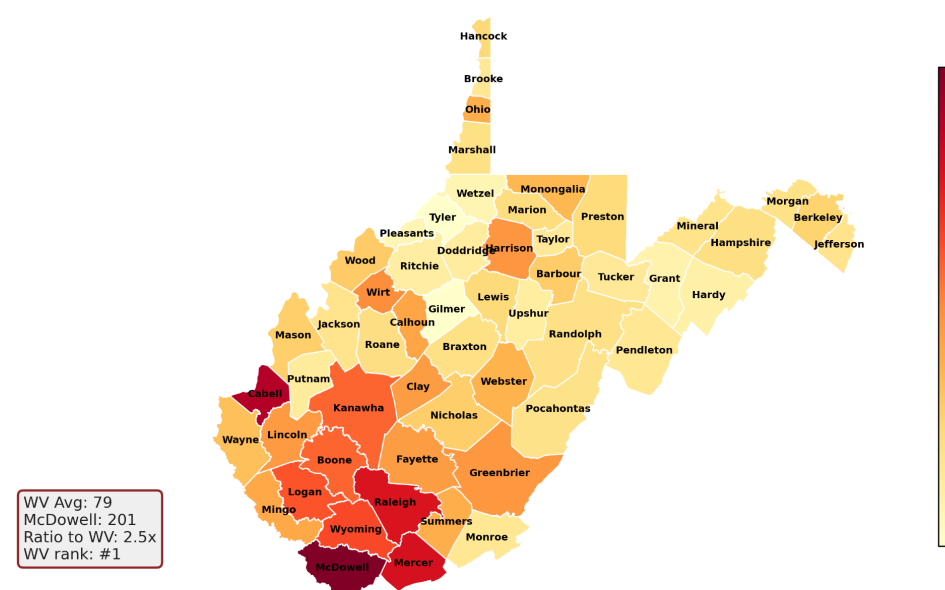 Hancock
Brooke
Ohio
Marshall
Wetzel
Monongalia
Tyler
Marion
Preston
Pleasants
Doddridge
Harrison
Taylor
Wood
Ritchie
Barbour
Tucker
Grant
Mineral
Hampshire
Morgan
Berkeley
Jefferson
Hardy
Wirt
Calhoun
Gilmer
Lewis
Upshur
Randolph
Pendleton
Mason
Jackson
Roane
Braxton
Cabell
Putnam
Kanawha
Clay
Webster
Nicholas
Pocahontas
Wayne
Lincoln
Boone
Fayette
Greenbrier
Mingo
Logan
Raleigh
Summers
Wyoming
Monroe
McDowell
Mercer
WV Avg: 79
McDowell: 201
Ratio to WV: 2.5x
WV rank: #1